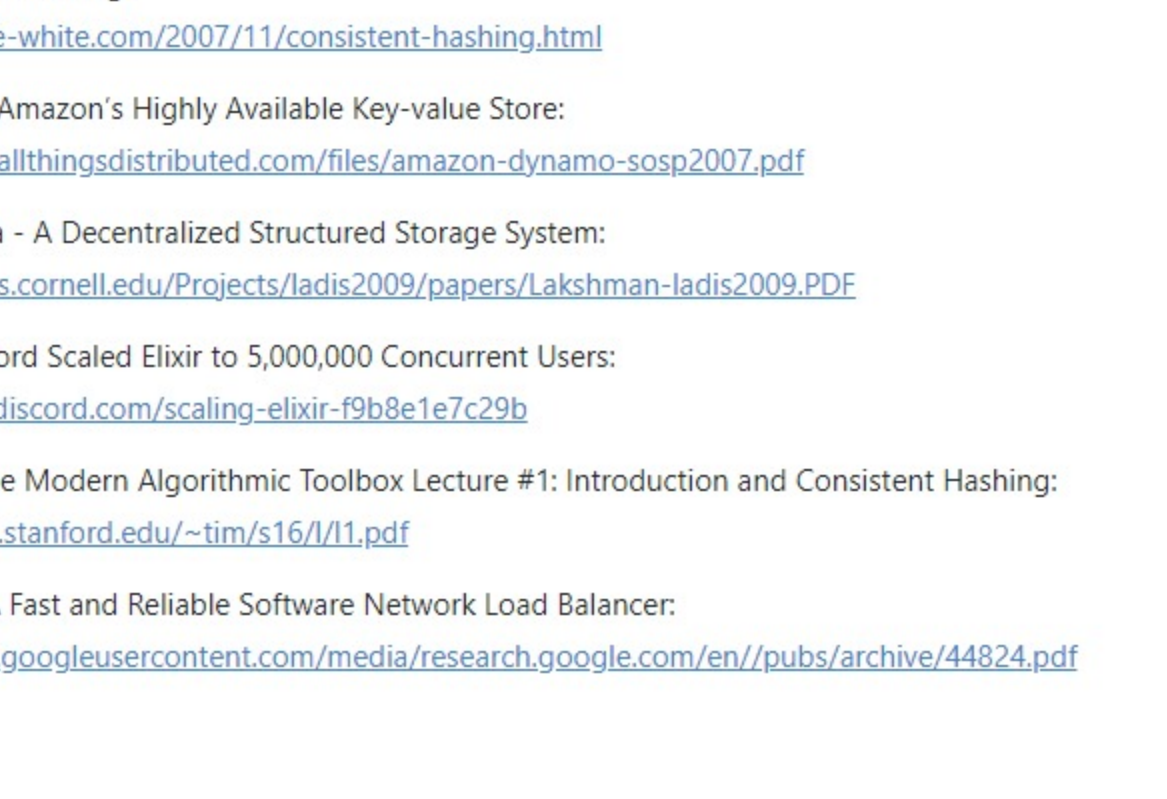 e-white.com/2007/11/consistent-hashing.html
Amazon’s Highly Available Key-value Store:
allthingsdistributed.com/files/amazon-dynamo-sosp2007.pdf
- A Decentralized Structured Storage System:
s.cornell.edu/Projects/ladis2009/papers/Lakshman-ladis2009.PDF
ord Scaled Elixir to 5,000,000 Concurrent Users:
discord.com/scaling-elixir-f9b8e1e7c29b
e Modern Algorithmic Toolbox Lecture #1: Introduction and Consistent Hashing:
.stanford.edu/~tim/s16/l/l1.pdf
Fast and Reliable Software Network Load Balancer:
.googleusercontent.com/media/research.google.com/en//pubs/archive/44824.pdf